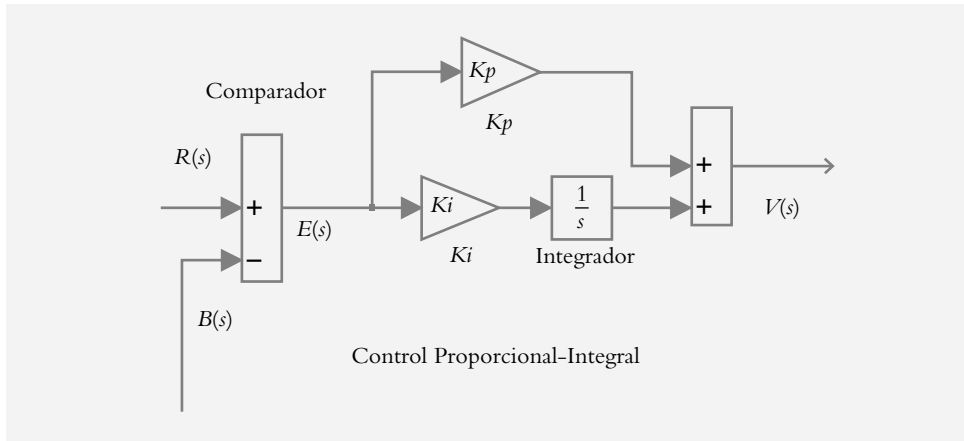 Kp
Kp
Comparador
R(s)
+
+
Ki
1
s
+
V(s)
+
E(s)
Ki
Integrador
−
B(s)
Control Proporcional-Integral